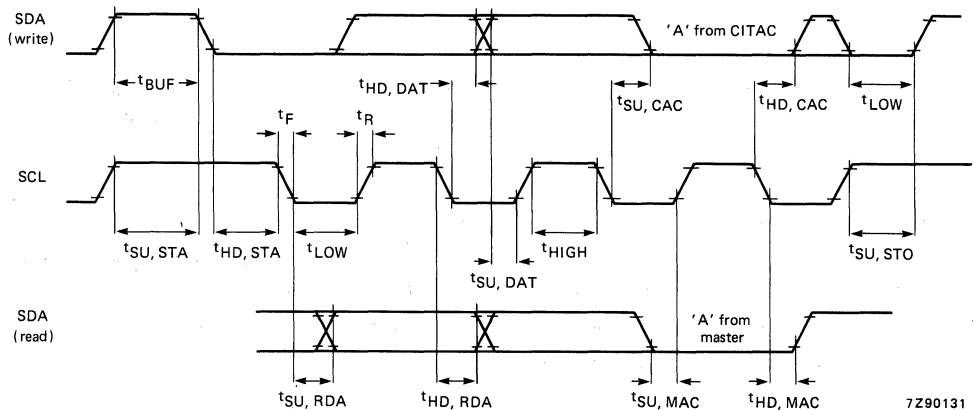 SDA
(write)
'A' from CITAC
tBUF
tHD, DAT
tSU, CAC
tHD, CAC
tLOW
tF
tR
SCL
tSU, STA
tHD, STA
tLOW
tSU, DAT
tHIGH
tSU, STO
SDA
(read)
'A' from
master
tSU, RDA
tHD, RDA
tSU, MAC
tHD, MAC
7Z90131